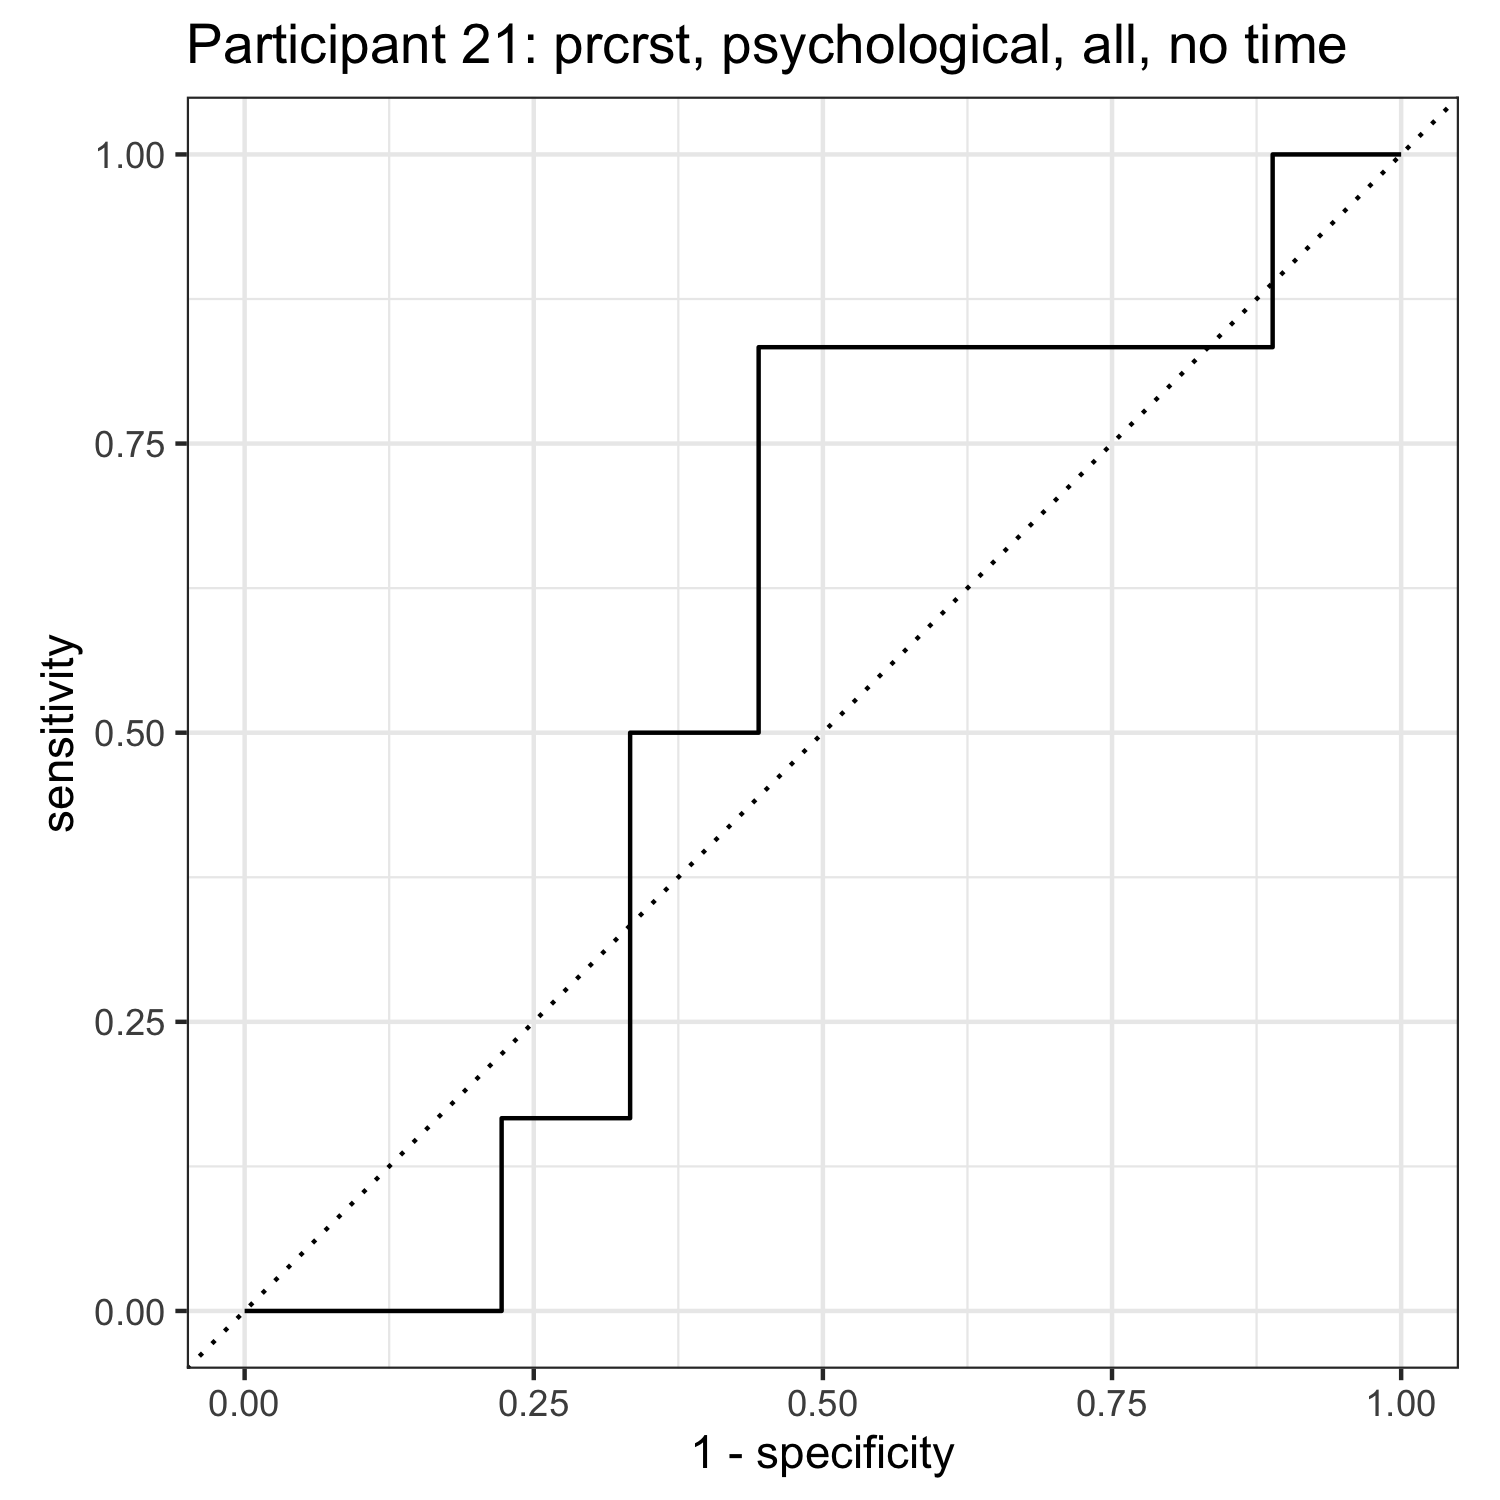 Participant 21: prcrst, psychological, all, no time
1.00
0.75
0.50
0.25
0.00
sensitivity
0.00 0.25 0.50 0.75 1.00
1 - specificity